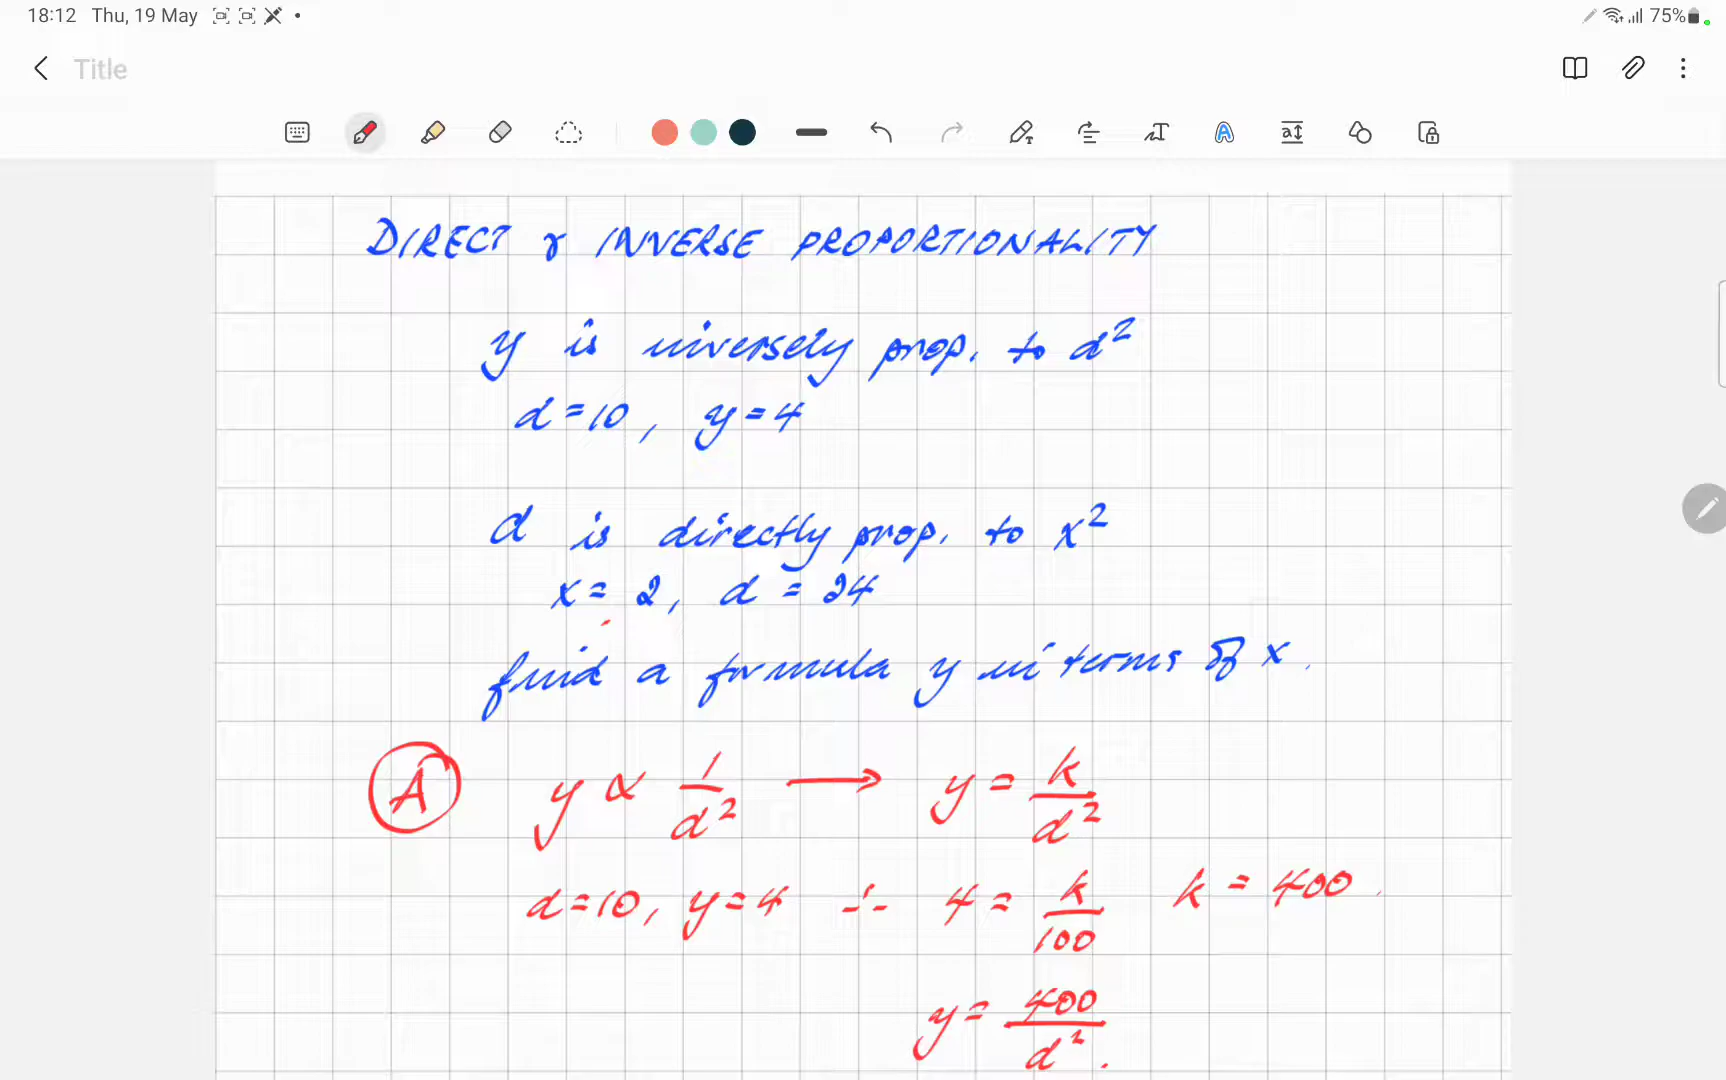 18:12 Thu, 19 May 75%
Title
DIRECT & INVERSE PROPORTIONALITY
y is inversely prop. to d²
d = 10, y = 4
d is directly prop. to x²
x = 2, d = 24
find a formula y in terms of x.
A y ∝ 1/d² → y = k/d²
d = 10, y = 4 ∴ 4 = k/100 k = 400.
y = 400/d².